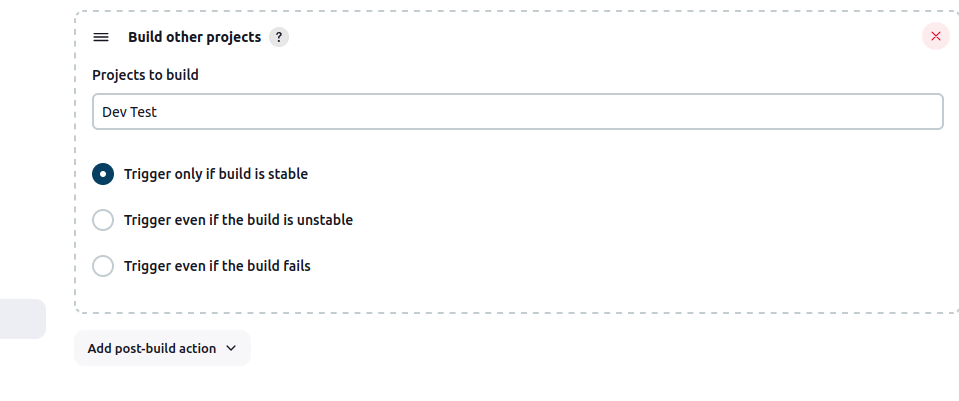 Build other projects ?
Projects to build
Dev Test
Trigger only if build is stable
Trigger even if the build is unstable
Trigger even if the build fails
Add post-build action